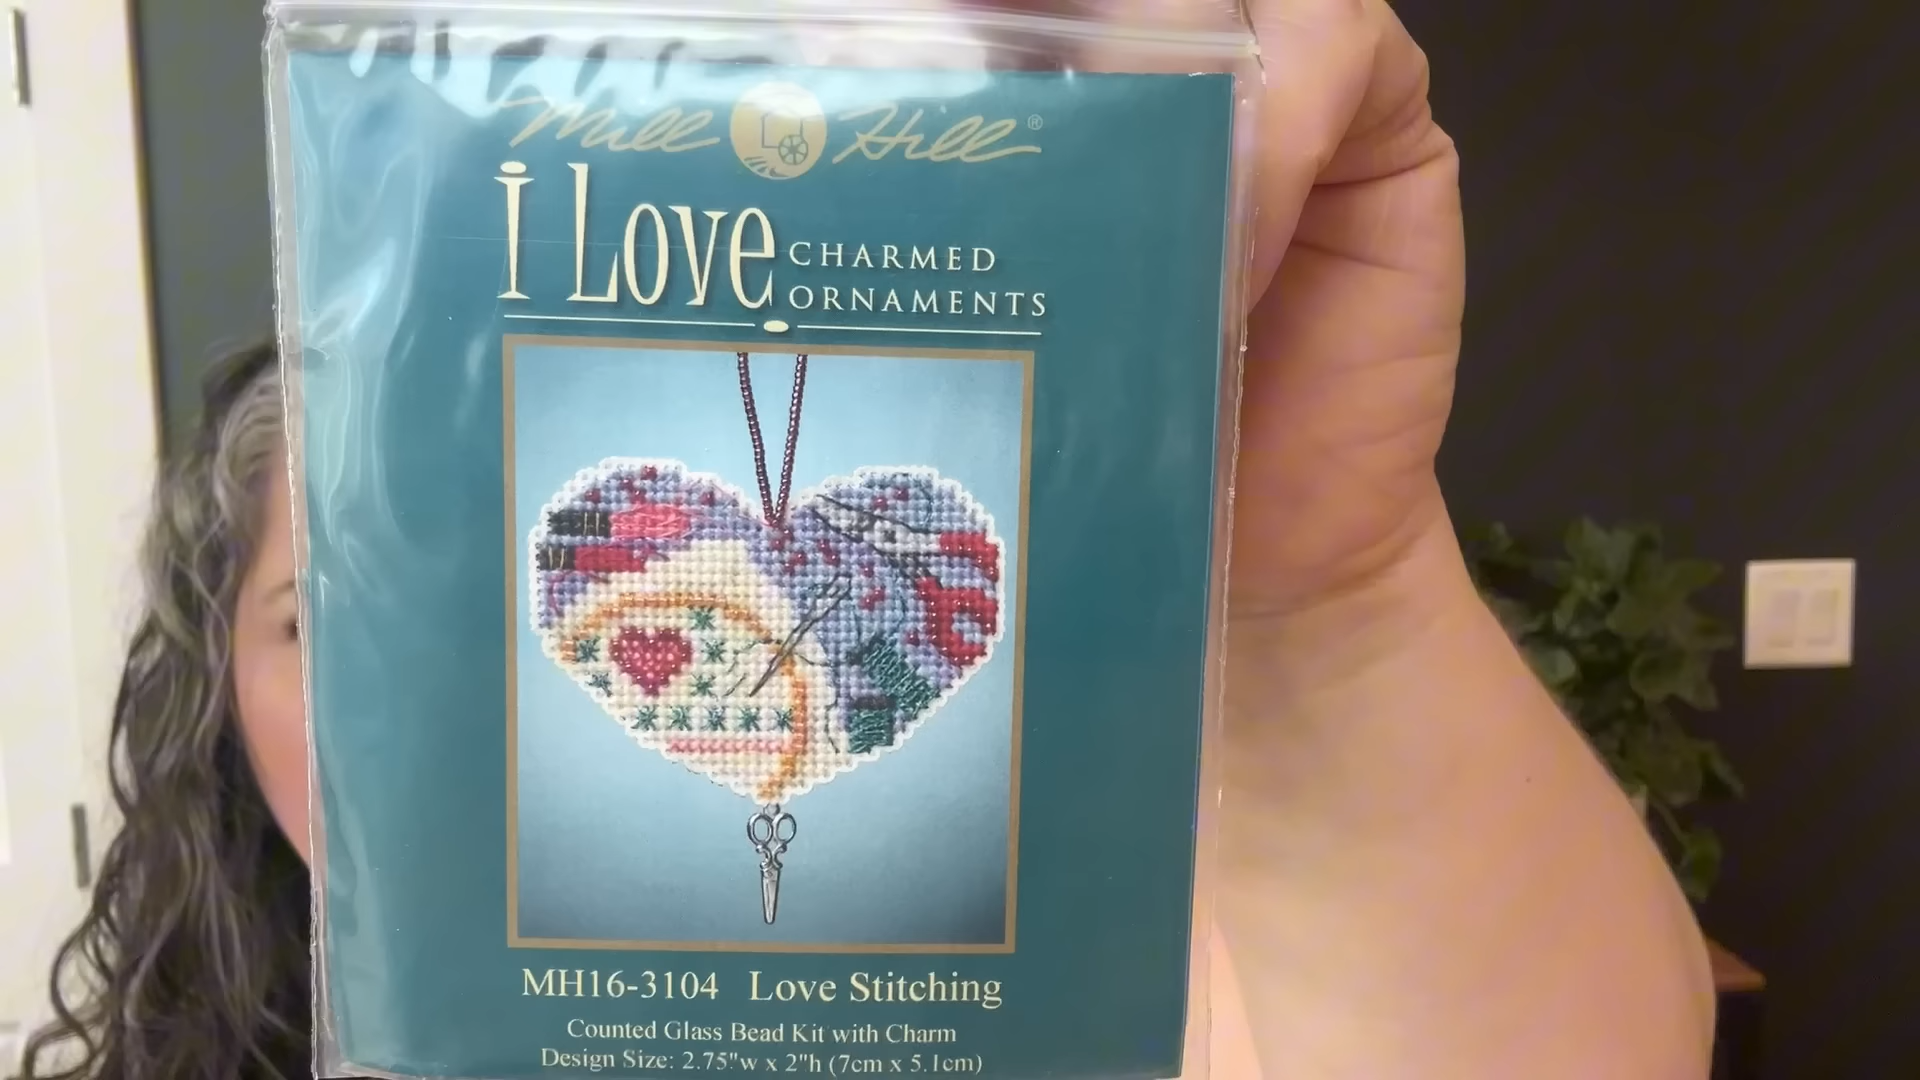 Mill Hill®
I Love CHARMED
ORNAMENTS
MH16-3104 Love Stitching
Counted Glass Bead Kit with Charm
Design Size: 2.75"w x 2"h (7cm x 5.1cm)